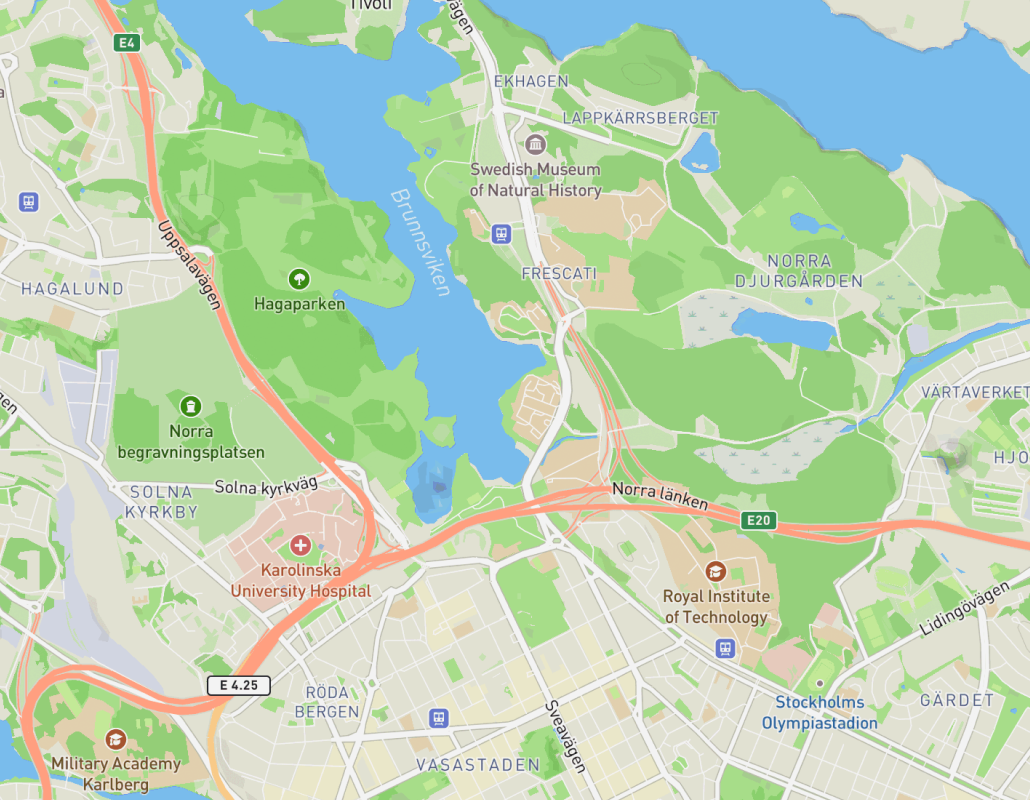 Tivoli
vägen
E4
EKHAGEN
LAPPKÄRRSBERGET
Swedish Museum
of Natural History
Brunnsviken
Uppsalavägen
FRESCATI
NORRA
DJURGÅRDEN
HAGALUND
Hagaparken
VÄRTAVERKET
gen
Norra
begravningsplatsen
HJO
Solna kyrkväg
SOLNA
KYRKBY
Norra länken
E20
Karolinska
University Hospital
Royal Institute
of Technology
Lidingövägen
E 4.25
RÖDA
BERGEN
Stockholms
Olympiastadion
GÄRDET
Sveavägen
VASASTADEN
Military Academy
Karlberg